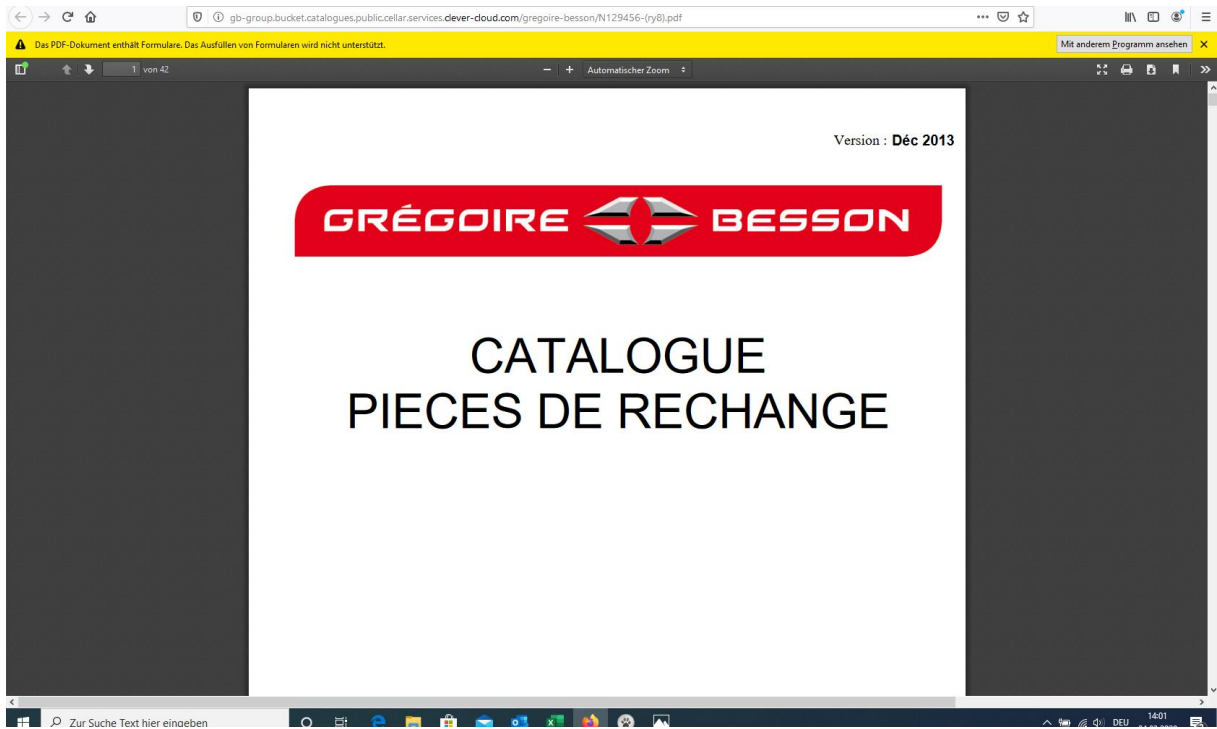 gb-group.bucket.catalogues.public.cellar.services.clever-cloud.com/gregoire-besson/N129456-(ry8).pdf
Das PDF-Dokument enthält Formulare. Das Ausfüllen von Formularen wird nicht unterstützt.
Mit anderem Programm ansehen
1 von 42
Automatischer Zoom
Version : Déc 2013
GRÉGOIRE BESSON
CATALOGUE
PIECES DE RECHANGE
Zur Suche Text hier eingeben
DEU
14:01